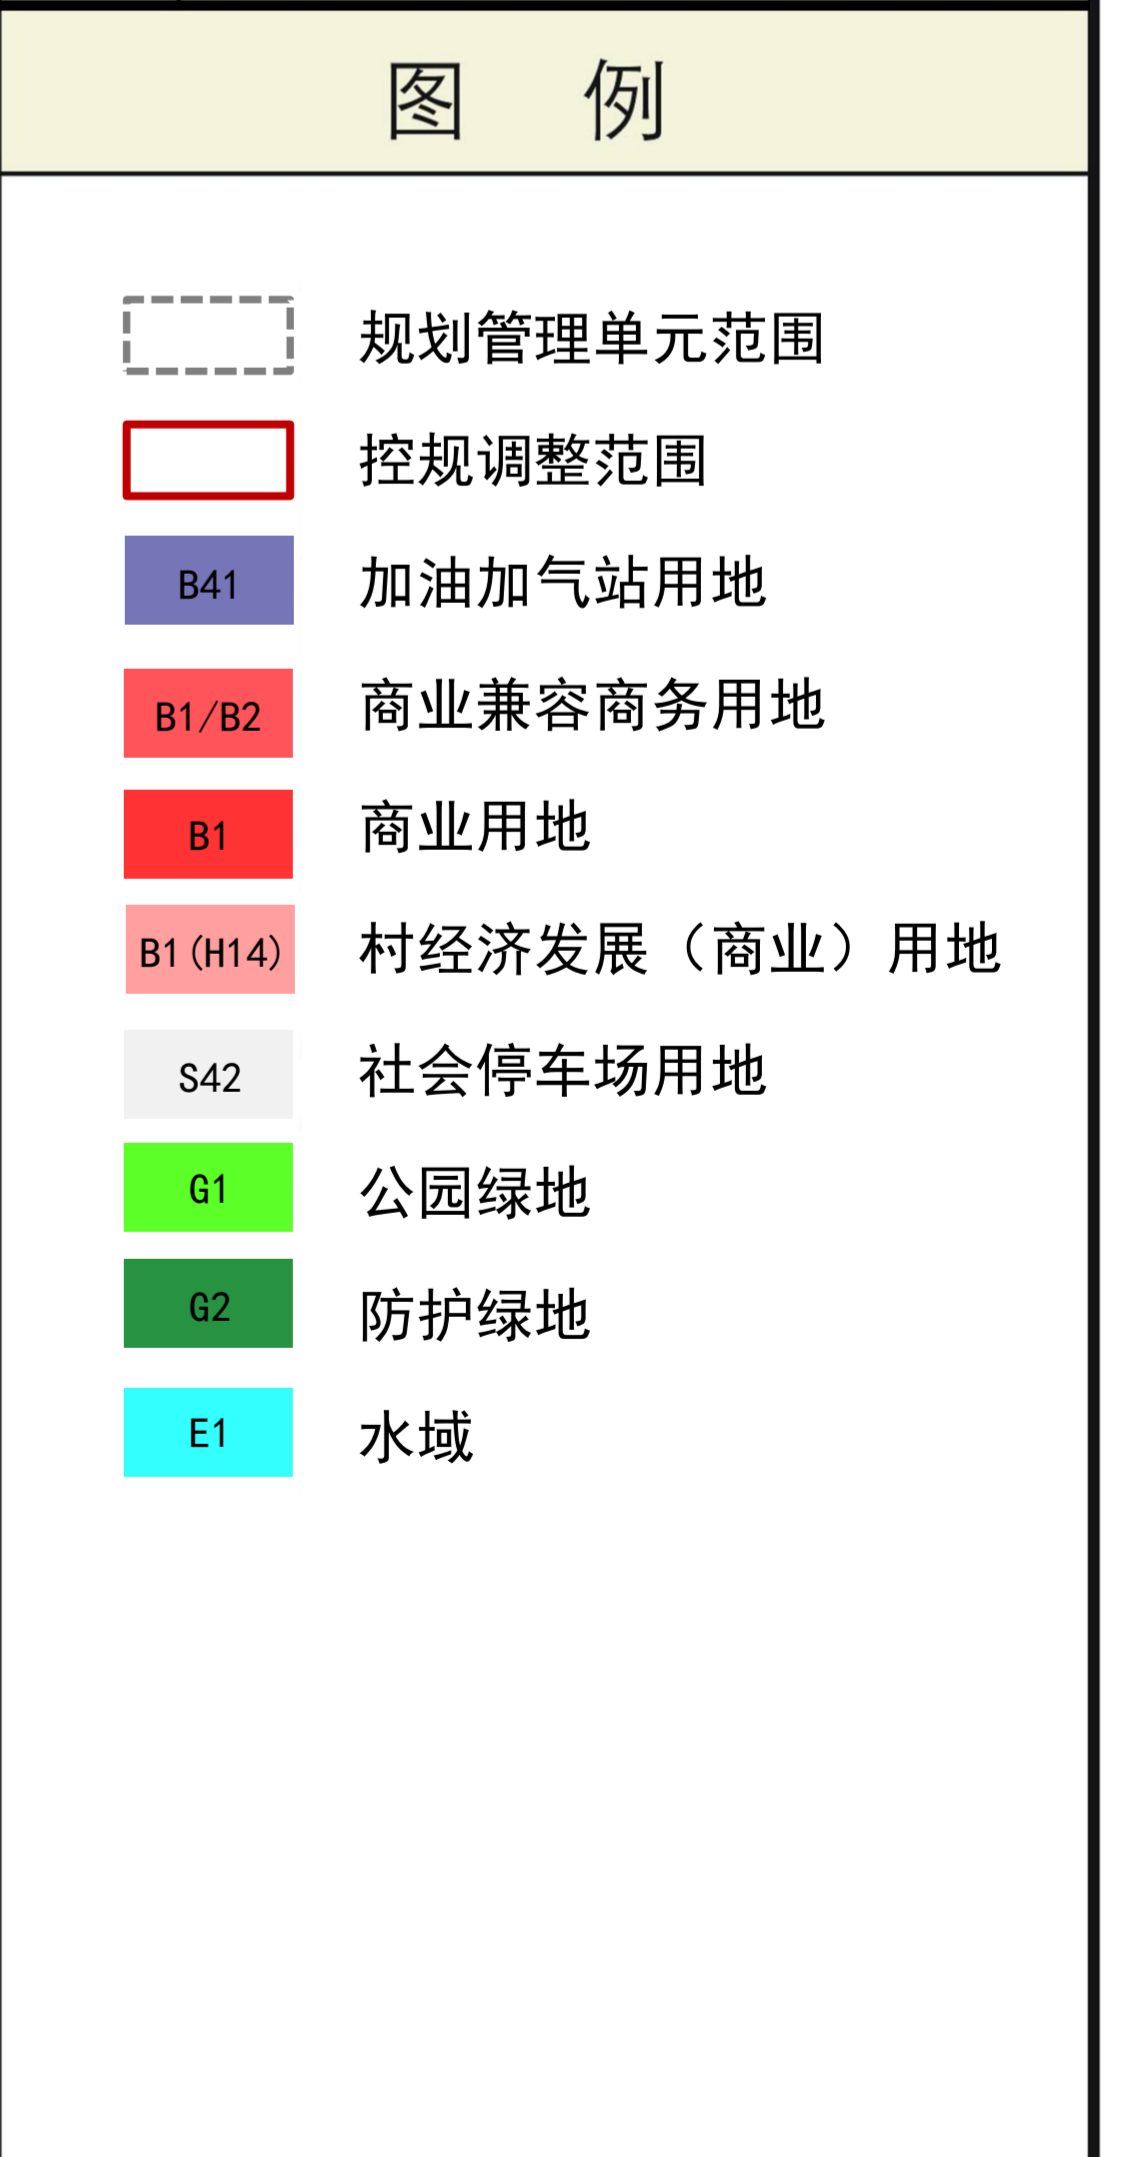 图 例
规划管理单元范围
控规调整范围
B41 加油加气站用地
B1/B2 商业兼容商务用地
B1 商业用地
B1(H14) 村经济发展（商业）用地
S42 社会停车场用地
G1 公园绿地
G2 防护绿地
E1 水域